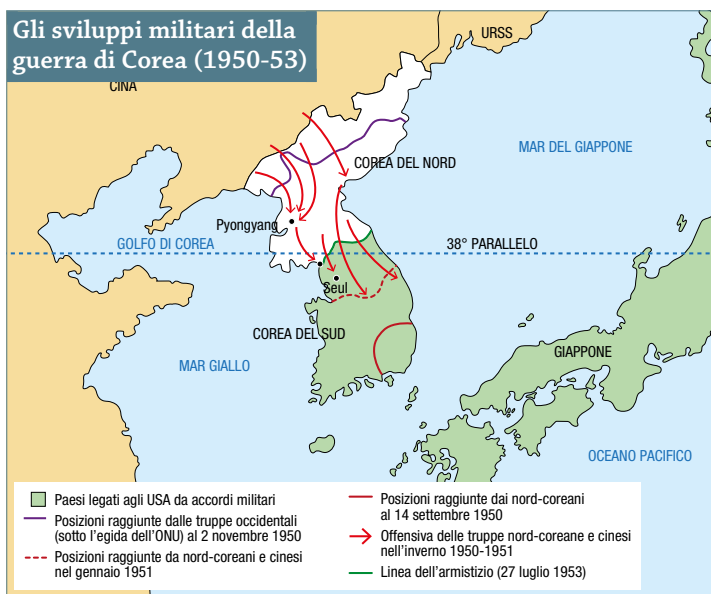 Gli sviluppi militari della
guerra di Corea (1950-53)
URSS
CINA
MAR DEL GIAPPONE
COREA DEL NORD
Pyongyang
GOLFO DI COREA
38° PARALLELO
Seul
COREA DEL SUD
MAR GIALLO
GIAPPONE
OCEANO PACIFICO
Paesi legati agli USA da accordi militari
Posizioni raggiunte dalle truppe occidentali
(sotto l'egida dell'ONU) al 2 novembre 1950
Posizioni raggiunte da nord-coreani e cinesi
nel gennaio 1951
Posizioni raggiunte dai nord-coreani
al 14 settembre 1950
Offensiva delle truppe nord-coreane e cinesi
nell'inverno 1950-1951
Linea dell'armistizio (27 luglio 1953)